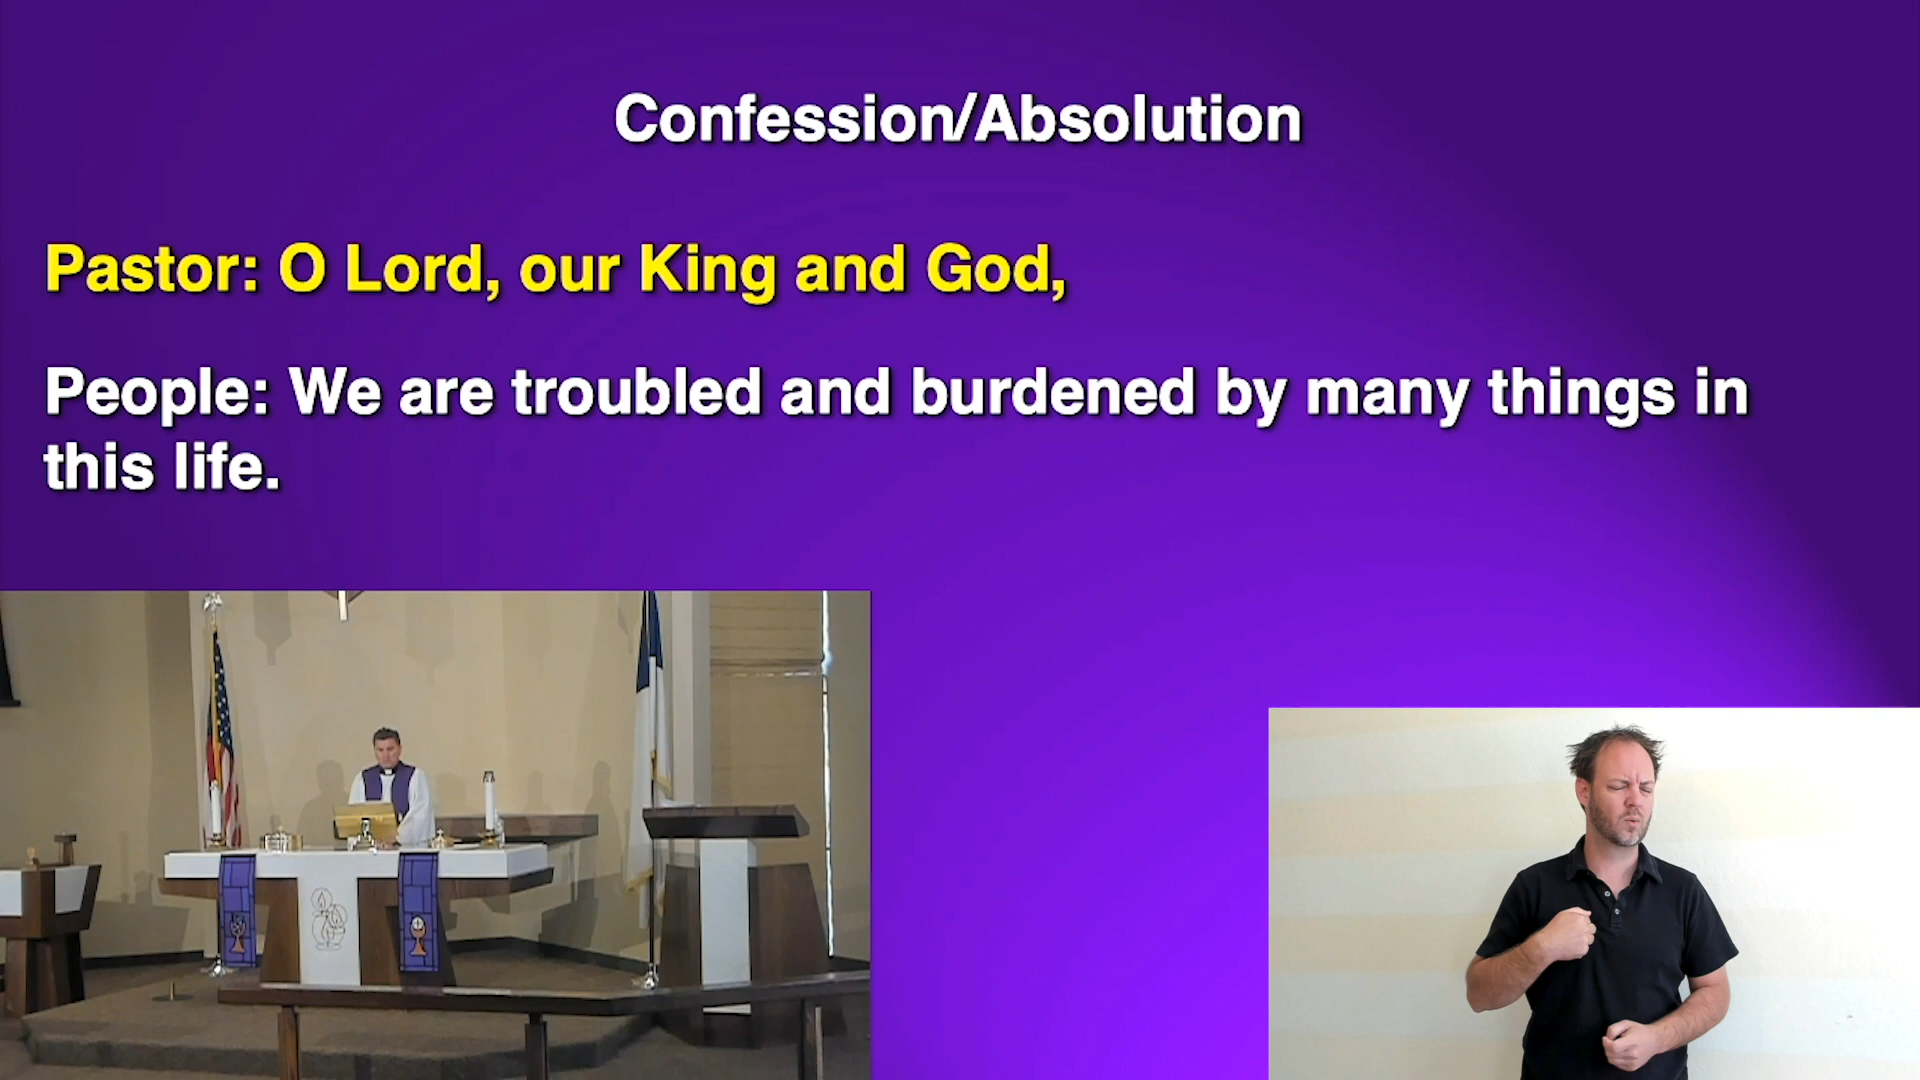 Confession/Absolution
Pastor: O Lord, our King and God,
People: We are troubled and burdened by many things in
this life.